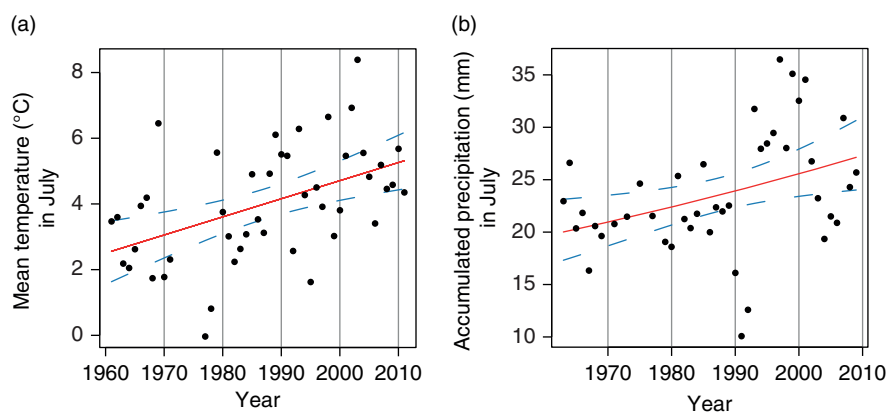 (a)
Mean temperature (°C)
in July
8
6
4
2
0
1960 1970 1980 1990 2000 2010
Year
(b)
Accumulated precipitation (mm)
in July
35
30
25
20
15
10
1970 1980 1990 2000 2010
Year